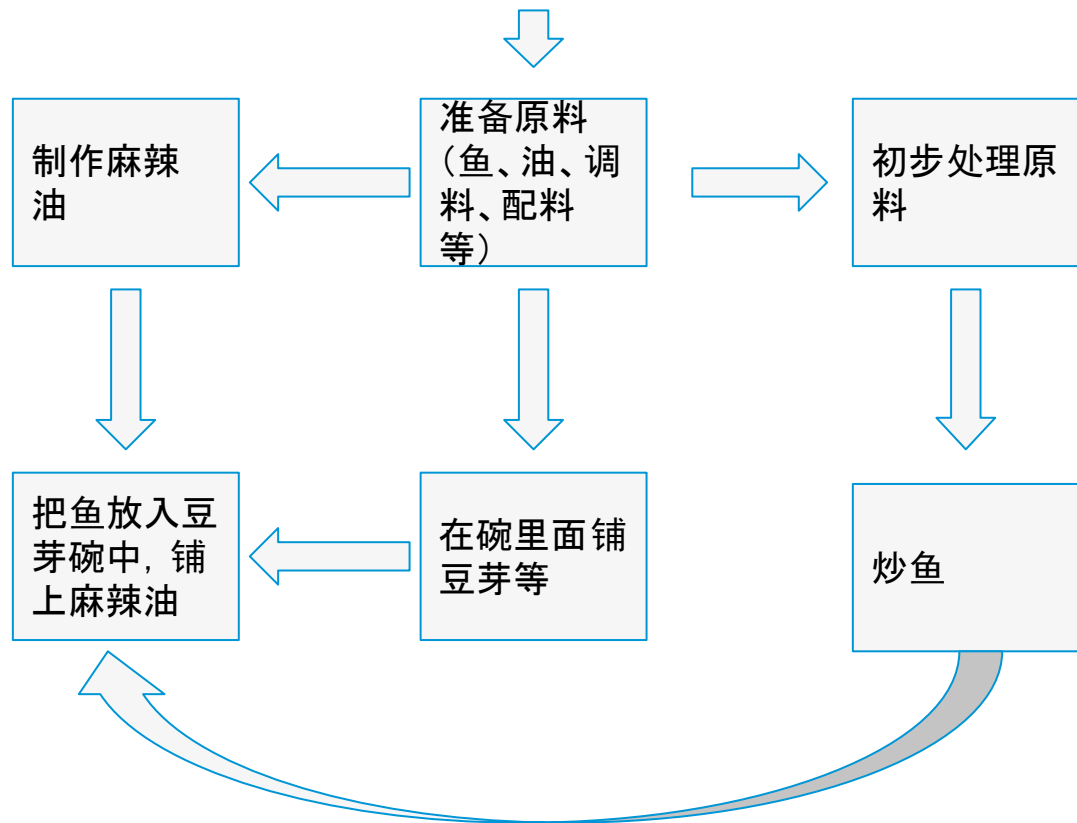 制作麻辣
油
准备原料
（鱼、油、调
料、配料
等）
初步处理原
料
把鱼放入豆
芽碗中，铺
上麻辣油
在碗里面铺
豆芽等
炒鱼